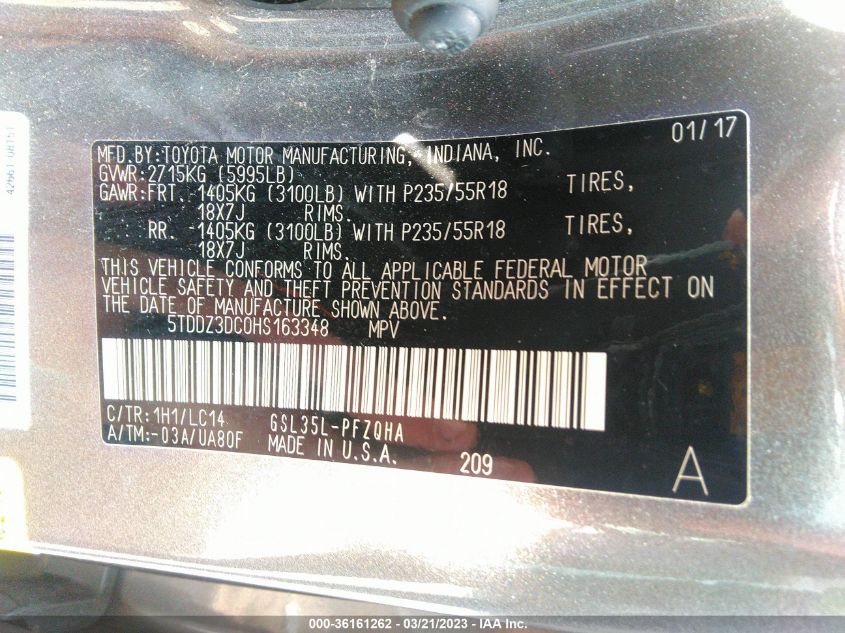 01/17
MFD.BY:TOYOTA MOTOR MANUFACTURING, INDIANA, INC.
GVWR:2715KG (5995LB)
GAWR:FRT. 1405KG (3100LB) WITH P235/55R18 TIRES,
18X7J RIMS.
RR. 1405KG (3100LB) WITH P235/55R18 TIRES,
18X7J RIMS.
THIS VEHICLE CONFORMS TO ALL APPLICABLE FEDERAL MOTOR
VEHICLE SAFETY AND THEFT PREVENTION STANDARDS IN EFFECT ON
THE DATE OF MANUFACTURE SHOWN ABOVE.
5TDDZ3DC0HS163348 MPV
C/TR:1H1/LC14 GSL35L-PFZQHA
A/TM:-03A/UA80F MADE IN U.S.A. 209
A
42661-08151
000-36161262 - 03/21/2023 - IAA Inc.